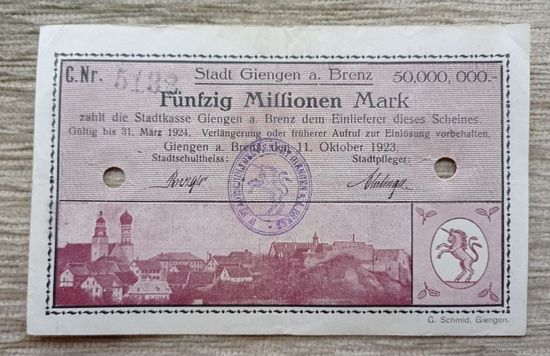 C.Nr. 5132
Stadt Giengen a. Brenz 50,000,000.-
Fünfzig Millionen Mark
zahlt die Stadtkasse Giengen a Brenz dem Einlieferer dieses Scheines.
Gültig bis 31. März 1924. Verlängerung oder früherer Aufruf zur Einlösung vorbehalten.
Giengen a. Brenz, den 11. Oktober 1923.
Stadtschultheiss: Stadtpfleger:
G. Schmid, Giengen.